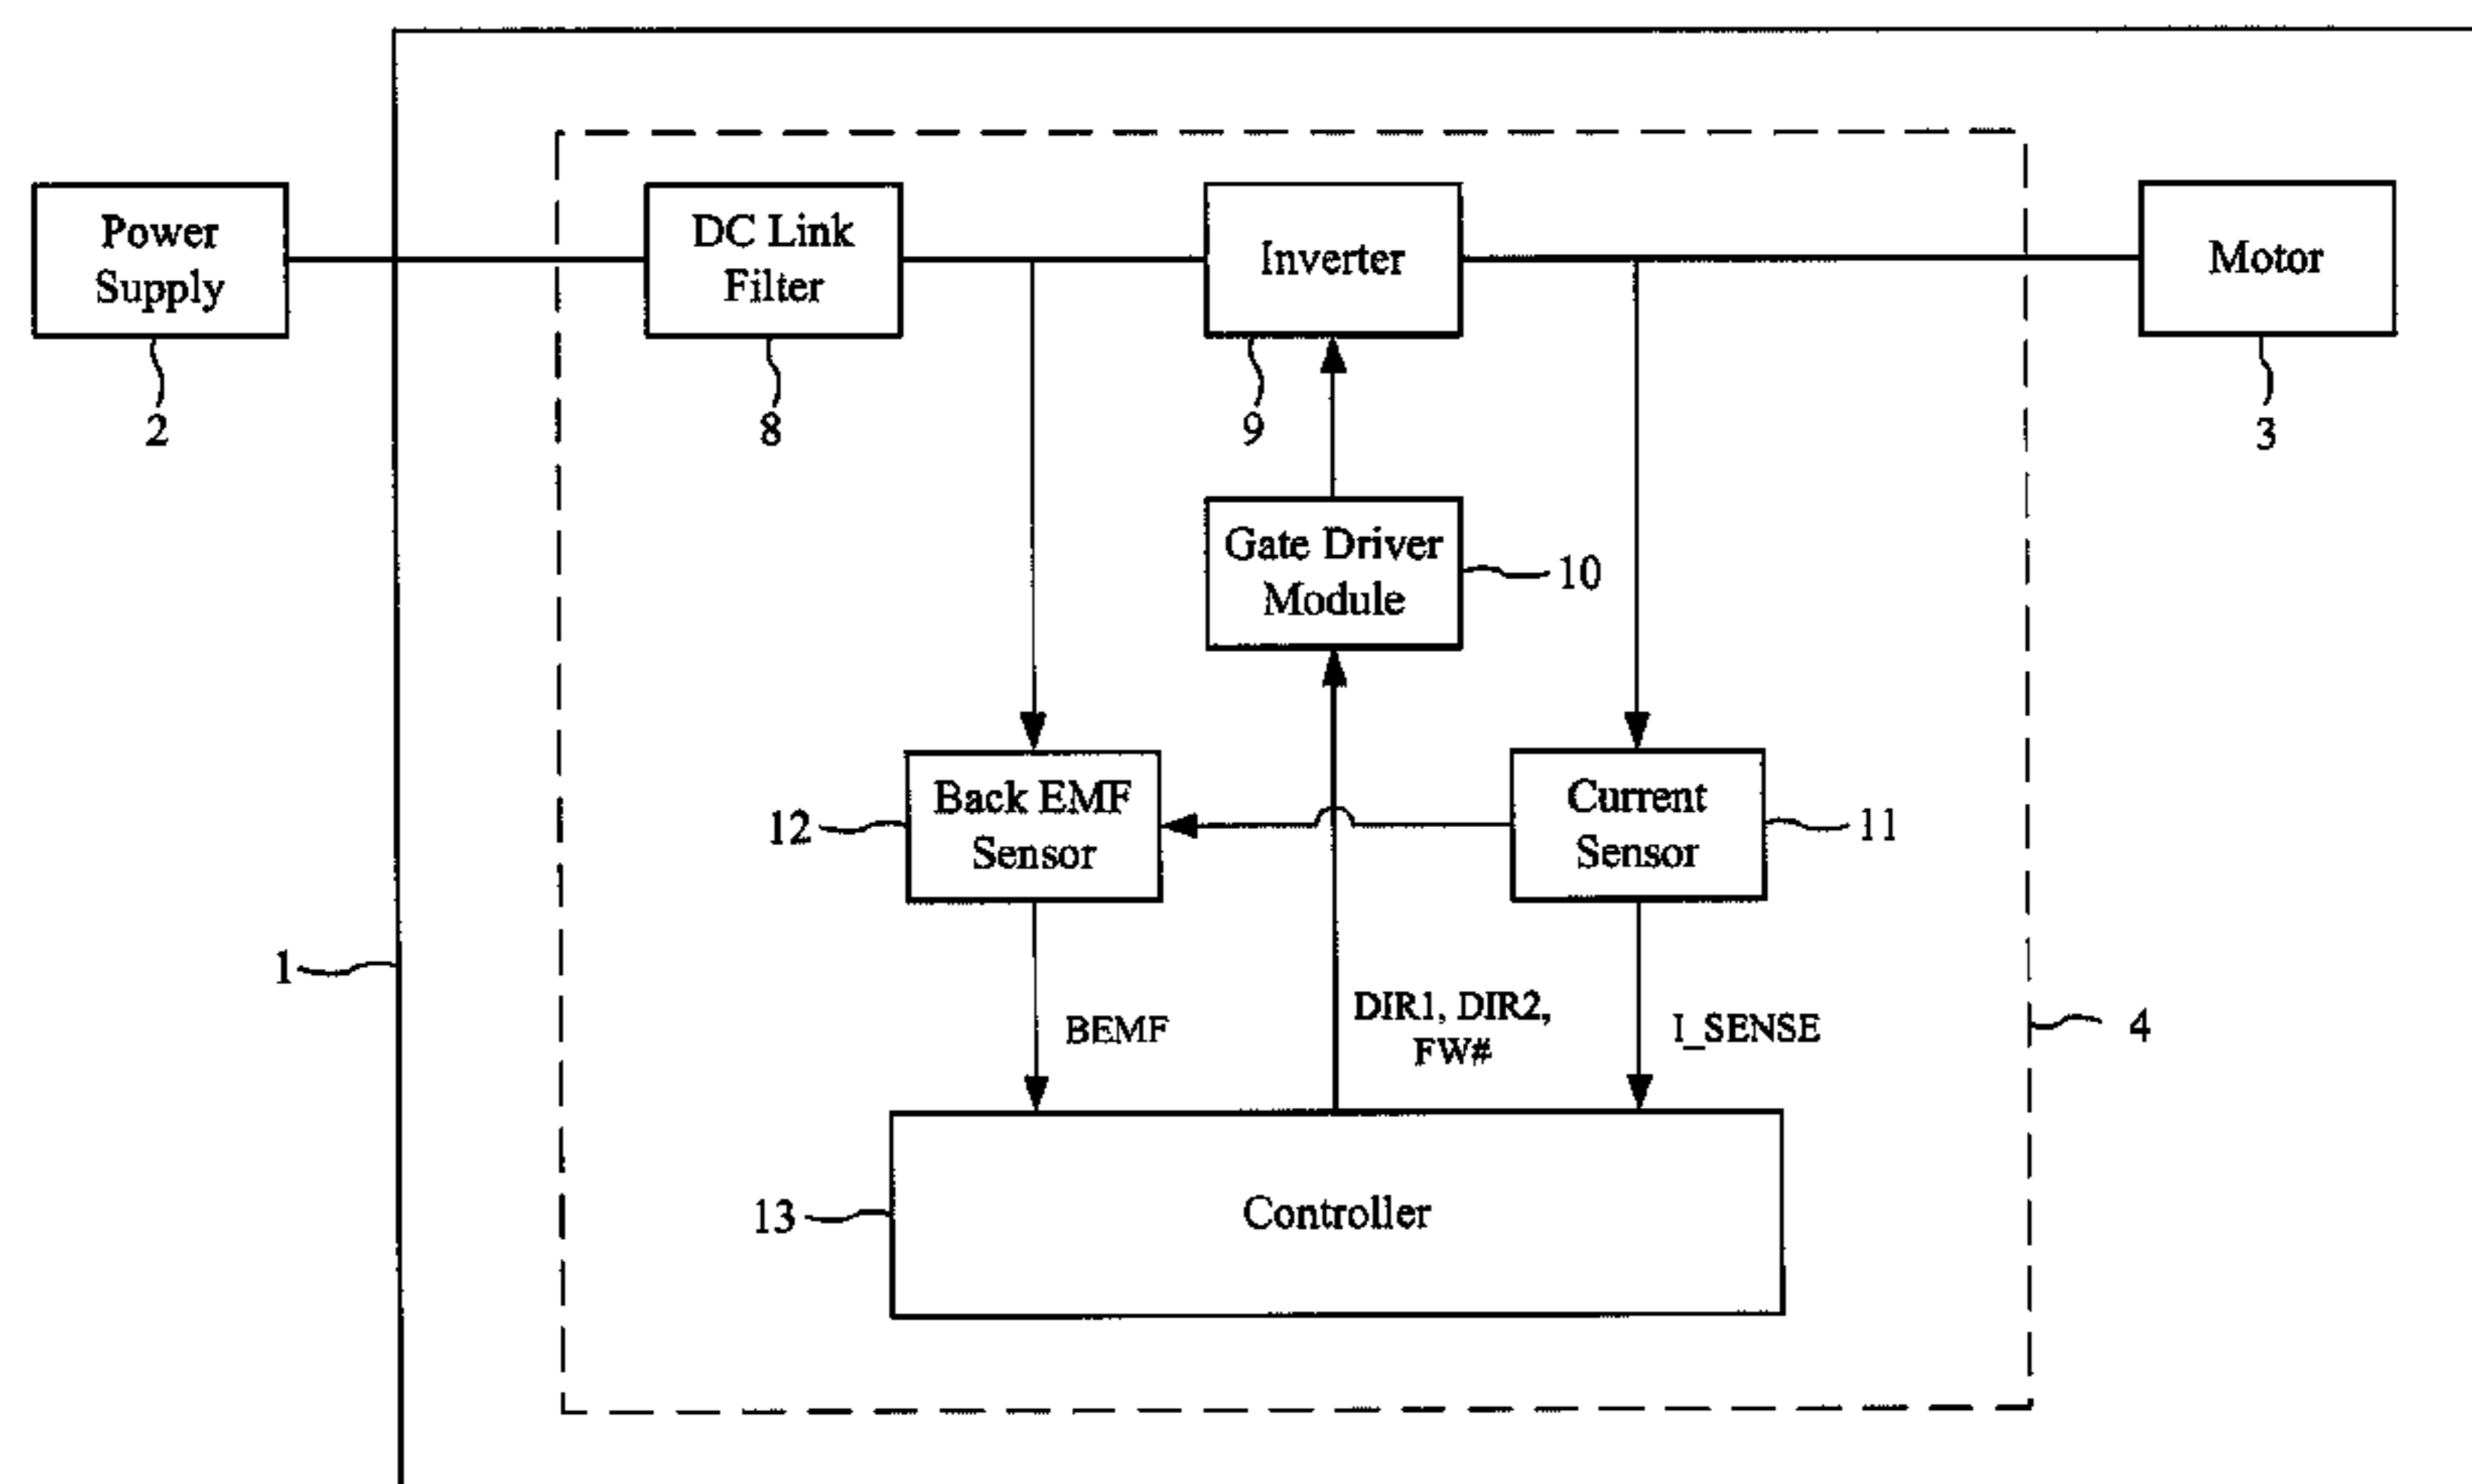 Power
Supply
2
DC Link
Filter
8
Inverter
9
Motor
3
Gate Driver
Module
10
Back EMF
Sensor
12
Current
Sensor
11
1
BEMF
DIR1, DIR2,
FW#
I_SENSE
4
Controller
13